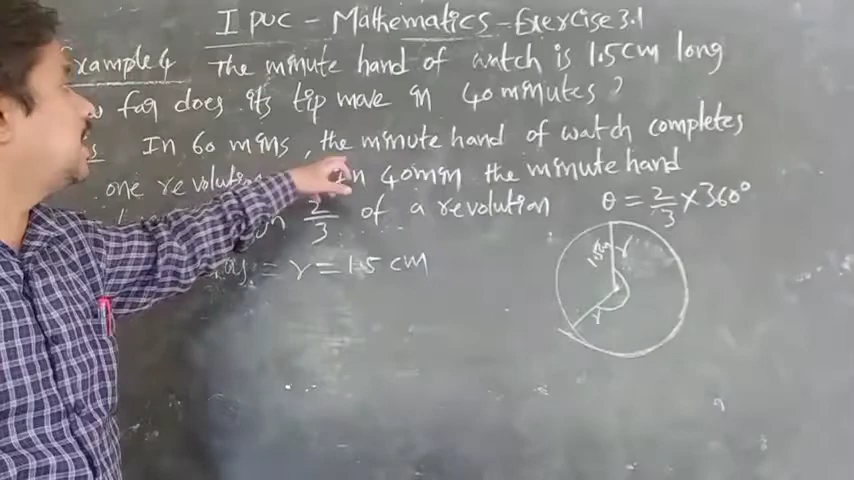 I PUC - Mathematics - Exercise 3.1
Example 4 The minute hand of watch is 1.5cm long
far does its tip move in 40 minutes?
In 60 mins, the minute hand of watch completes
one revolution In 40min the minute hand
2/3 of a revolution θ = 2/3 × 360°
= r = 1.5 cm
1.5cm r
r